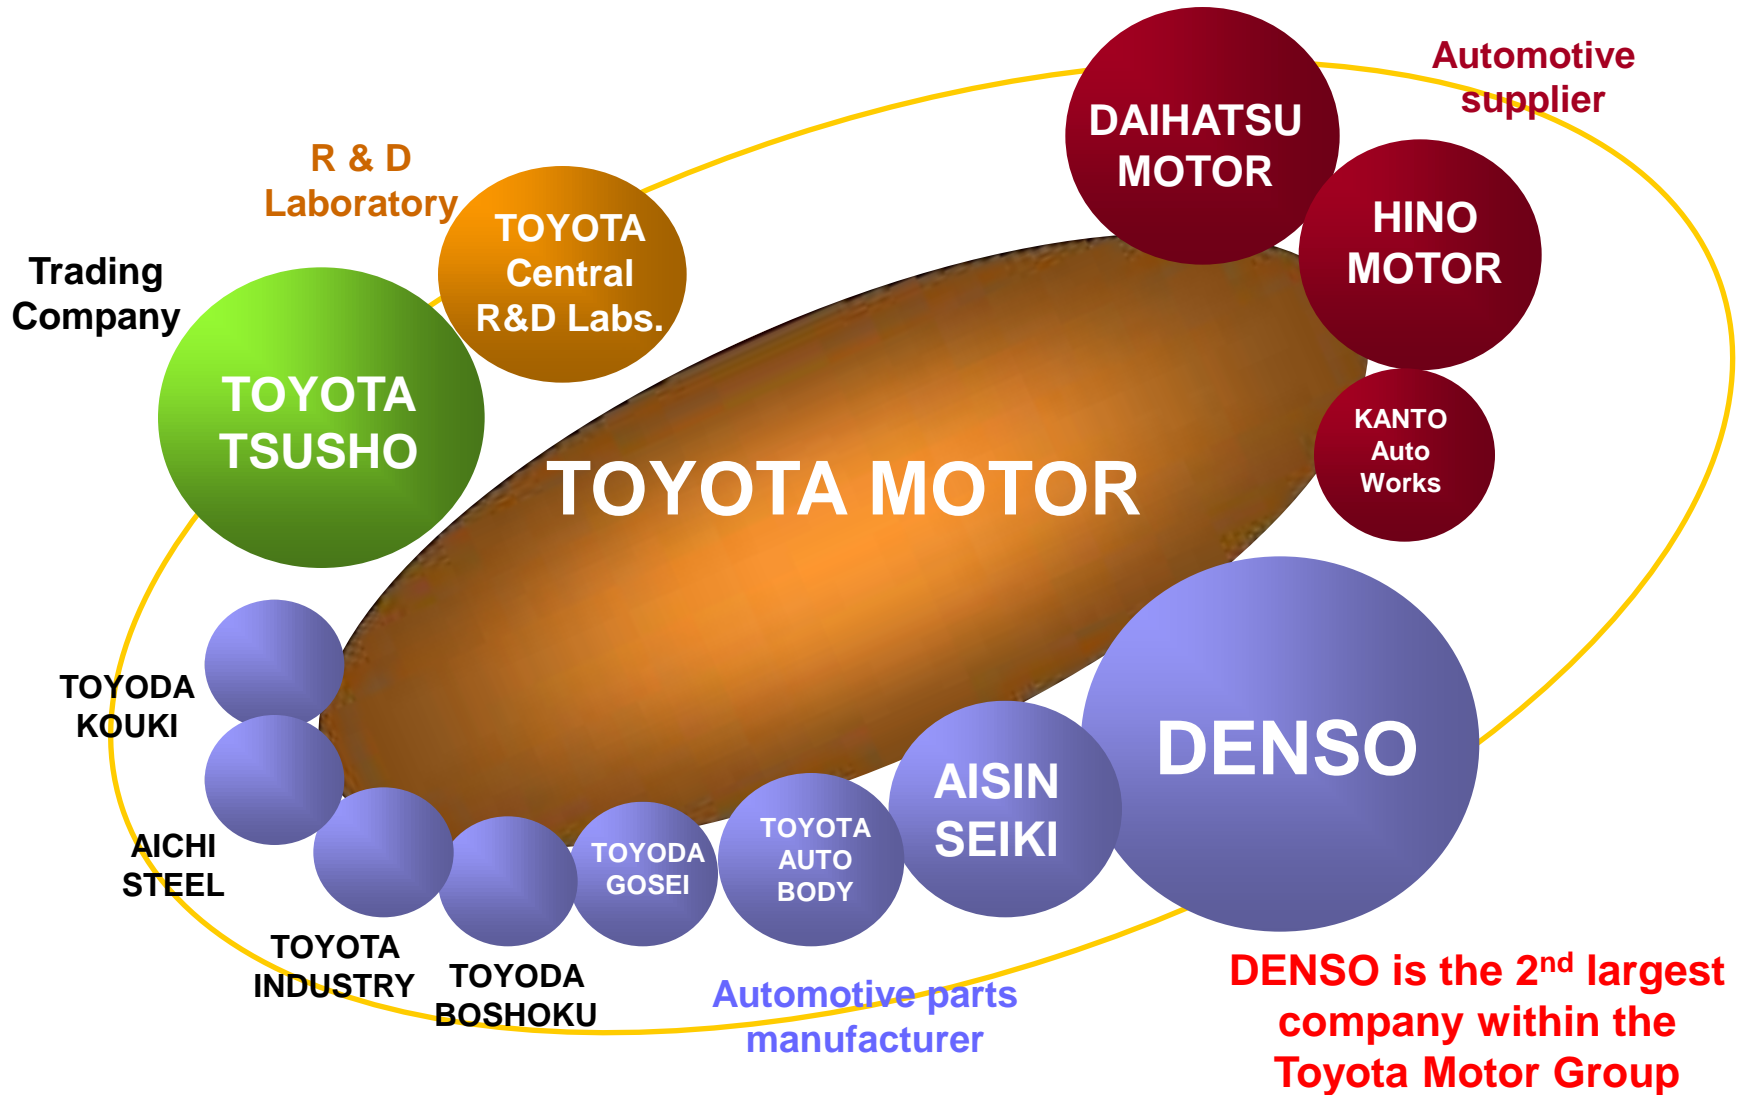 Automotive
supplier
DAIHATSU
MOTOR
R & D
Laboratory
HINO
MOTOR
TOYOTA
Central
R&D Labs.
Trading
Company
TOYOTA
TSUSHO
KANTO
Auto
Works
TOYOTA MOTOR
DENSO
TOYODA
KOUKI
AISIN
SEIKI
TOYOTA
AUTO
BODY
TOYODA
GOSEI
AICHI
STEEL
TOYOTA
INDUSTRY
TOYODA
BOSHOKU
Automotive parts
manufacturer
DENSO is the 2nd largest
company within the
Toyota Motor Group